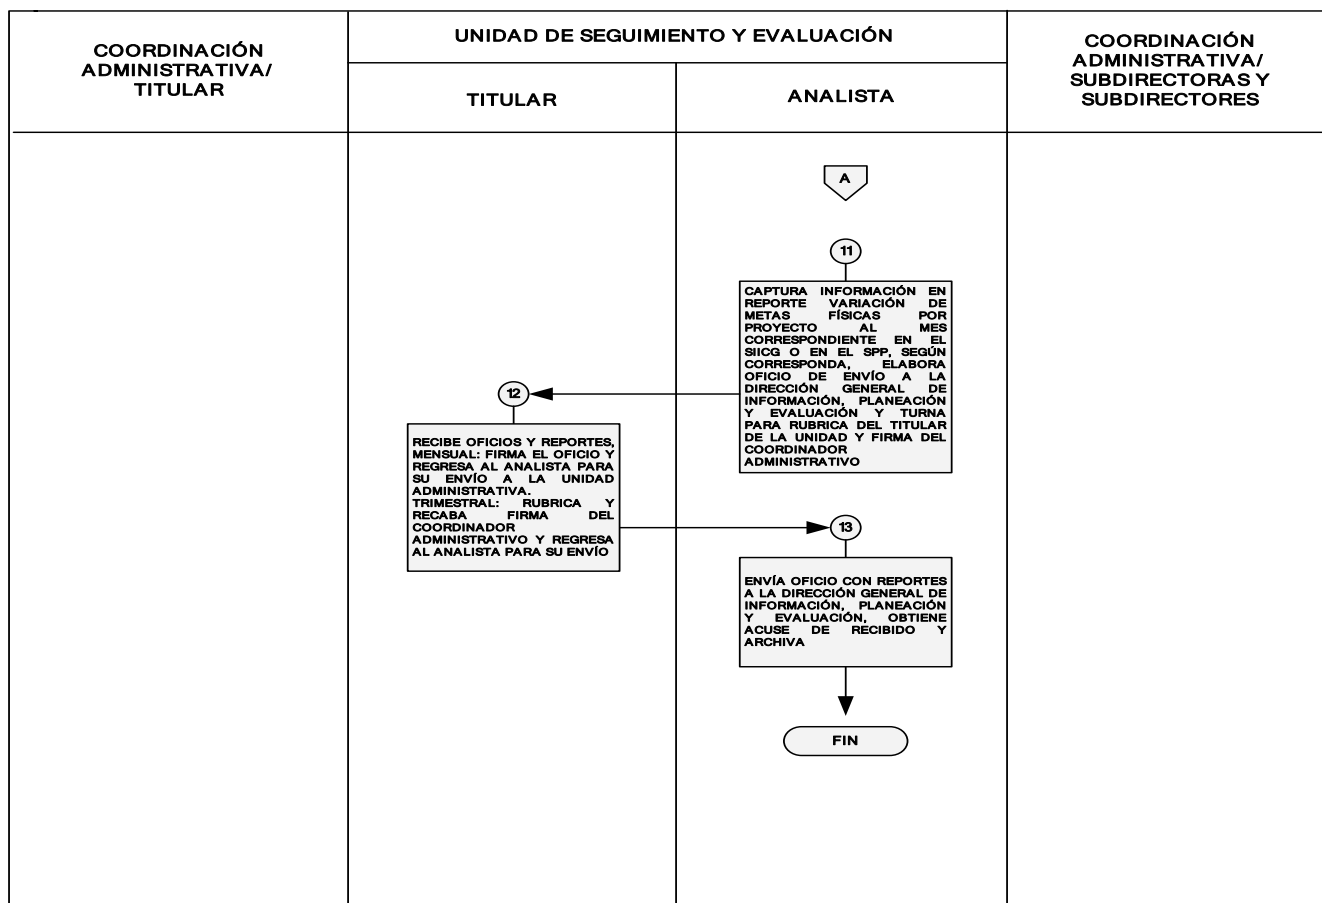 COORDINACIÓN
ADMINISTRATIVA/
TITULAR
UNIDAD DE SEGUIMIENTO Y EVALUACIÓN
TITULAR
ANALISTA
COORDINACIÓN
ADMINISTRATIVA/
SUBDIRECTORAS Y
SUBDIRECTORES
A
11
CAPTURA INFORMACIÓN EN
REPORTE VARIACIÓN DE
METAS FÍSICAS POR
PROYECTO AL MES
CORRESPONDIENTE EN EL
SIICG O EN EL SPP, SEGÚN
CORRESPONDA, ELABORA
OFICIO DE ENVÍO A LA
DIRECCIÓN GENERAL DE
INFORMACIÓN, PLANEACIÓN
Y EVALUACIÓN Y TURNA
PARA RUBRICA DEL TITULAR
DE LA UNIDAD Y FIRMA DEL
COORDINADOR
ADMINISTRATIVO
12
RECIBE OFICIOS Y REPORTES,
MENSUAL: FIRMA EL OFICIO Y
REGRESA AL ANALISTA PARA
SU ENVÍO A LA UNIDAD
ADMINISTRATIVA.
TRIMESTRAL: RUBRICA Y
RECABA FIRMA DEL
COORDINADOR
ADMINISTRATIVO Y REGRESA
AL ANALISTA PARA SU ENVÍO
13
ENVÍA OFICIO CON REPORTES
A LA DIRECCIÓN GENERAL DE
INFORMACIÓN, PLANEACIÓN
Y EVALUACIÓN, OBTIENE
ACUSE DE RECIBIDO Y
ARCHIVA
FIN